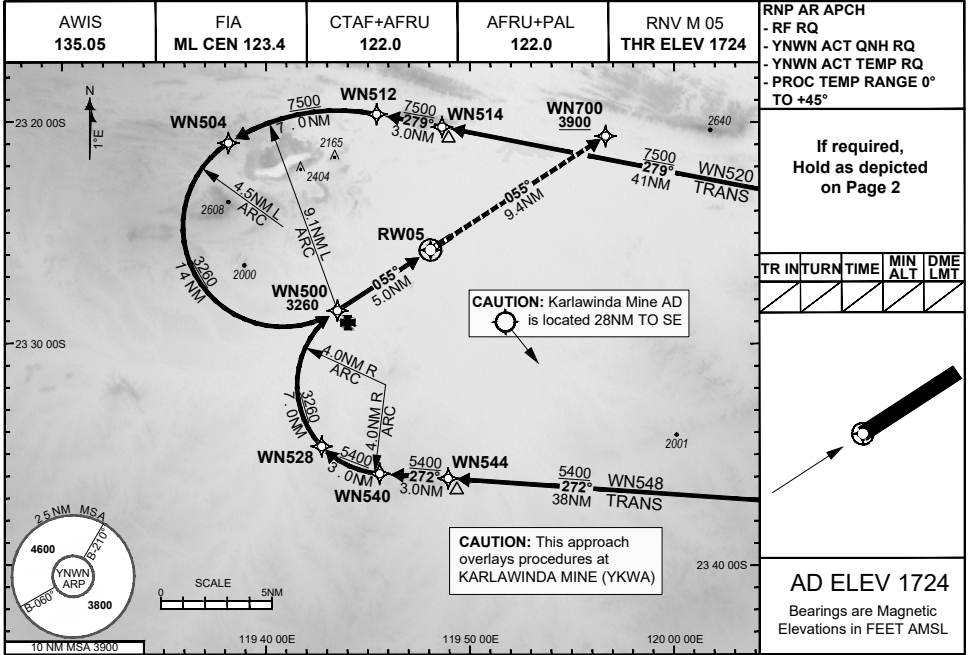 AWIS
135.05
FIA
ML CEN 123.4
CTAF+AFRU
122.0
AFRU+PAL
122.0
RNV M 05
THR ELEV 1724
RNP AR APCH
- RF RQ
- YNWN ACT QNH RQ
- YNWN ACT TEMP RQ
- PROC TEMP RANGE 0°
TO +45°
If required,
Hold as depicted
on Page 2
TR IN
TURN
TIME
MIN
ALT
DME
LMT
N
1°E
23 20 00S
WN504
7500
7.0NM
WN512
7500
279°
3.0NM
WN514
WN700
3900
2640
7500
279°
41NM
WN520
TRANS
2165
2404
4.5NM L
ARC
2608
9.1NM L
ARC
055°
9.4NM
RW05
2000
3260
14NM
WN500
3260
055°
5.0NM
CAUTION: Karlawinda Mine AD
is located 28NM TO SE
23 30 00S
4.0NM R
ARC
4.0NM R
ARC
3260
7.0NM
WN528
5400
3.0NM
WN540
5400
272°
3.0NM
WN544
2001
5400
272°
38NM
WN548
TRANS
CAUTION: This approach
overlays procedures at
KARLAWINDA MINE (YKWA)
23 40 00S
25 NM MSA
4600
B-210°
YNWN
ARP
B-060°
3800
10 NM MSA 3900
SCALE
0
5NM
119 40 00E
119 50 00E
120 00 00E
AD ELEV 1724
Bearings are Magnetic
Elevations in FEET AMSL